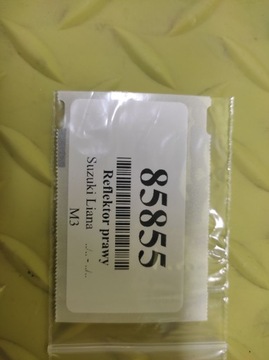 85855
Reflektor prawy
Suzuki Liana ../.. - ../..
M3